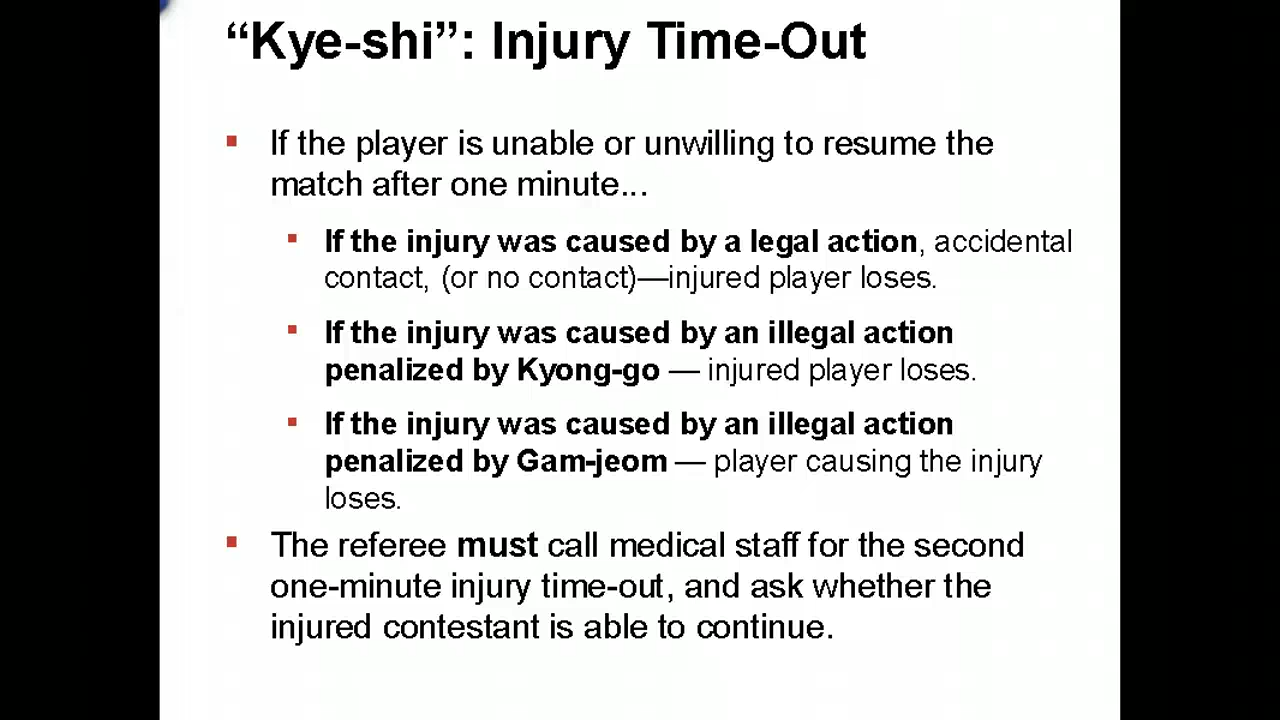 “Kye-shi”: Injury Time-Out
If the player is unable or unwilling to resume the
match after one minute...
If the injury was caused by a legal action, accidental
contact, (or no contact)—injured player loses.
If the injury was caused by an illegal action
penalized by Kyong-go — injured player loses.
If the injury was caused by an illegal action
penalized by Gam-jeom — player causing the injury
loses.
The referee must call medical staff for the second
one-minute injury time-out, and ask whether the
injured contestant is able to continue.